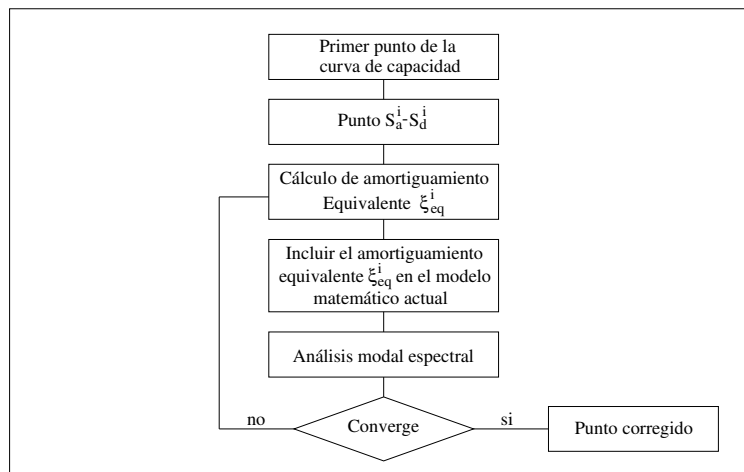 Primer punto de la
curva de capacidad
Punto S_a^i-S_d^i
Cálculo de amortiguamiento
Equivalente ξ_eq^i
Incluir el amortiguamiento
equivalente ξ_eq^i en el modelo
matemático actual
Análisis modal espectral
no
Converge
si
Punto corregido